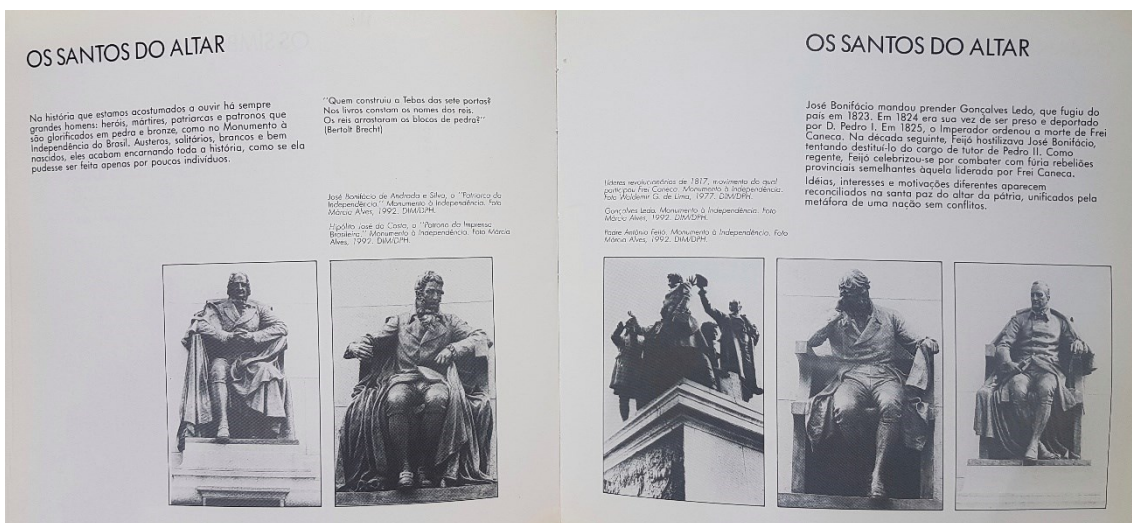 OS SANTOS DO ALTAR
Na história que estamos acostumados a ouvir há sempre
grandes homens: heróis, mártires, patriarcas e patronos que
são glorificados em pedra e bronze, como no Monumento à
Independência do Brasil. Austeros, solitários, brancos e bem
nascidos, eles acabam encarnando toda a história, como se ela
pudesse ser feita apenas por poucos indivíduos.
"Quem construiu a Tebas das sete portas?
Nos livros constam os nomes dos reis.
Os reis arrastaram os blocos de pedra?"
(Bertolt Brecht)
José Bonifácio de Andrada e Silva, o "Patriarca da
Independência." Monumento à Independência. Foto
Márcia Alves, 1992. DIM/DPH.
Hipólito José da Costa, o "Patrono da Imprensa
Brasileira." Monumento à Independência. Foto Márcia
Alves, 1992. DIM/DPH.
OS SANTOS DO ALTAR
José Bonifácio mandou prender Gonçalves Ledo, que fugiu do
país em 1823. Em 1824 era sua vez de ser preso e deportado
por D. Pedro I. Em 1825, o Imperador ordenou a morte de Frei
Caneca. Na década seguinte, Feijó hostilizava José Bonifácio,
tentando destituí-lo do cargo de tutor de Pedro II. Como
regente, Feijó celebrizou-se por combater com fúria rebeliões
provinciais semelhantes àquela liderada por Frei Caneca.
Idéias, interesses e motivações diferentes aparecem
reconciliados na santa paz do altar da pátria, unificados pela
metáfora de uma nação sem conflitos.
Líderes revolucionários de 1817, movimento do qual
participou Frei Caneca. Monumento à Independência.
Foto Waldemir G. de Lima, 1977. DIM/DPH.
Gonçalves Ledo. Monumento à Independência. Foto
Márcia Alves, 1992. DIM/DPH.
Padre Antônio Feijó. Monumento à Independência. Foto
Márcia Alves, 1992. DIM/DPH.